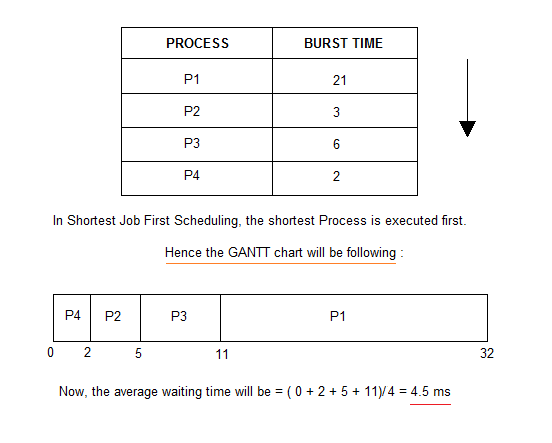 PROCESS BURST TIME
P1 21
P2 3
P3 6
P4 2
In Shortest Job First Scheduling, the shortest Process is executed first.
Hence the GANTT chart will be following :
P4 P2 P3 P1
0 2 5 11 32
Now, the average waiting time will be = ( 0 + 2 + 5 + 11)/4 = 4.5 ms